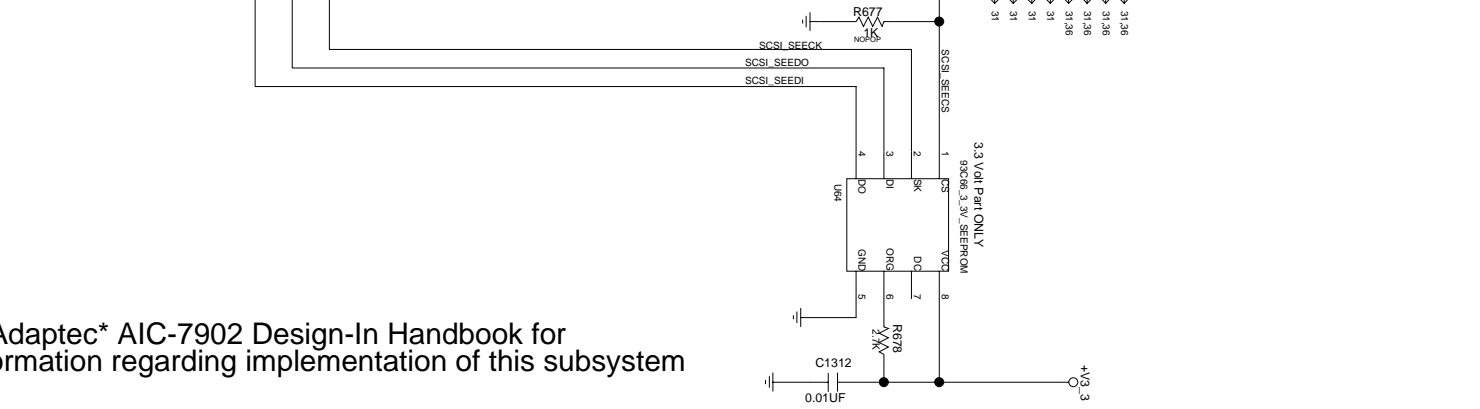 R677
1K
NOPOP
31
31
31
31
31,36
31,36
31,36
31,36
SCSI_SEECK
SCSI_SEEDO
SCSI_SEEDI
SCSI_SEECS
4
3
2
1
3.3 Volt Part ONLY
93C66_3_3V_SEEPROM
U64
DO
DI
SK
CS
GND
ORG
DC
VCC
5
6
7
8
R678
2.7K
Adaptec* AIC-7902 Design-In Handbook for
ormation regarding implementation of this subsystem
C1312
0.01UF
+V3_3